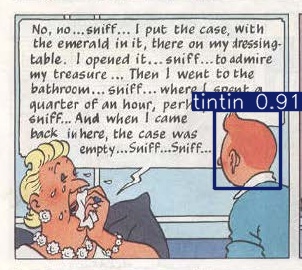 No, no...sniff... I put the case, with
the emerald in it, there on my dressing-
table. I opened it...sniff...to admire
my treasure ... Then I went to the
bathroom...sniff... where I spent a
quarter of an hour,
tintin 0.91
sniff... And when I came
back in here, the case was
empty...Sniff...Sniff...